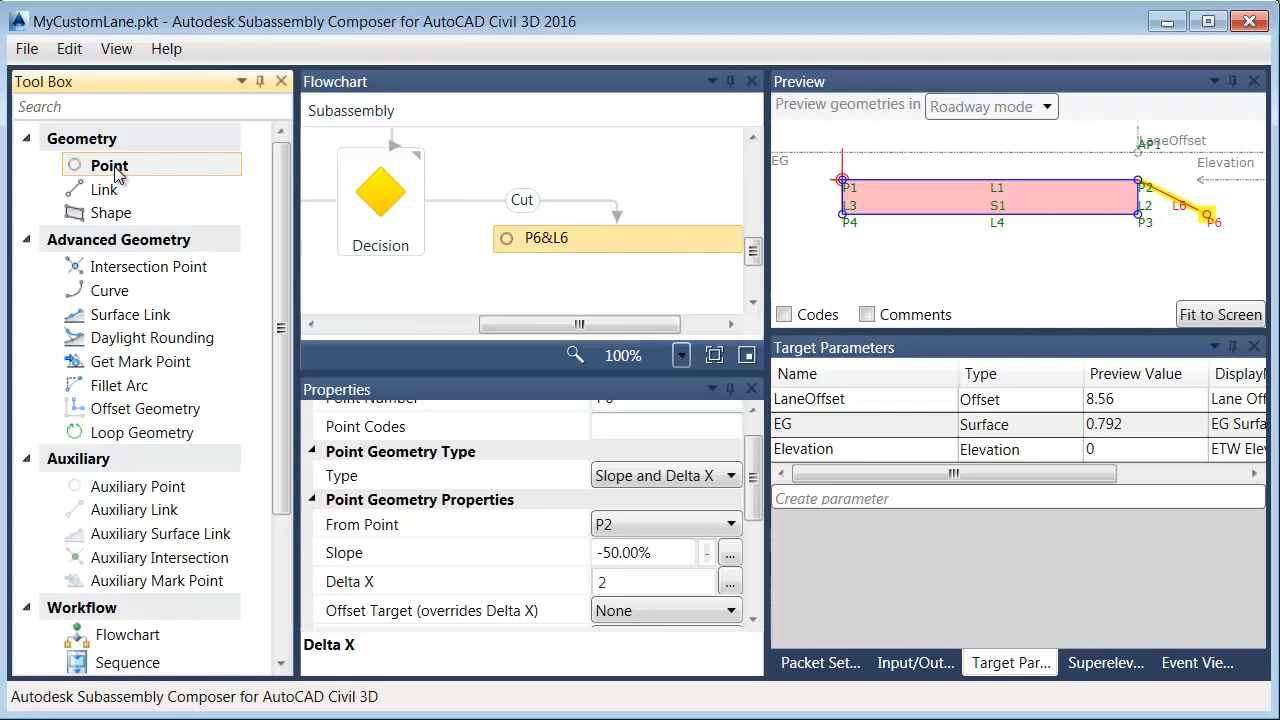 MyCustomLane.pkt - Autodesk Subassembly Composer for AutoCAD Civil 3D 2016
File Edit View Help
Tool Box
Search
Geometry
Point
Link
Shape
Advanced Geometry
Intersection Point
Curve
Surface Link
Daylight Rounding
Get Mark Point
Fillet Arc
Offset Geometry
Loop Geometry
Auxiliary
Auxiliary Point
Auxiliary Link
Auxiliary Surface Link
Auxiliary Intersection
Auxiliary Mark Point
Workflow
Flowchart
Sequence
Flowchart
Subassembly
Decision
Cut
P6&L6
100%
Properties
Point Codes
Point Geometry Type
Type Slope and Delta X
Point Geometry Properties
From Point P2
Slope -50.00% - ...
Delta X 2 ...
Offset Target (overrides Delta X) None
Delta X
Preview
Preview geometries in Roadway mode
LaneOffset
AP1
EG
Elevation
P1 L1 P2
L3 S1 L2 L6
P4 L4 P3 P6
Codes Comments Fit to Screen
Target Parameters
Name Type Preview Value
LaneOffset Offset 8.56 Lane Off
EG Surface 0.792 EG Surfa
Elevation Elevation 0 ETW Elev
Create parameter
Packet Set... Input/Out... Target Par... Superelev... Event Vie...
Autodesk Subassembly Composer for AutoCAD Civil 3D